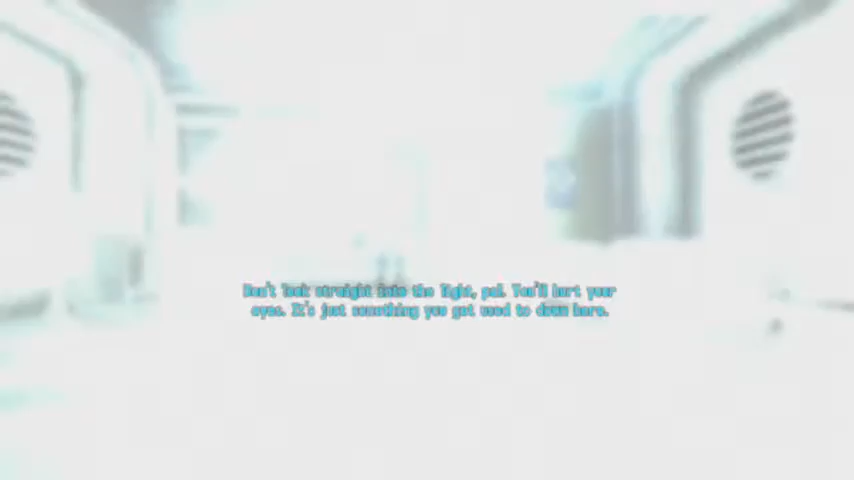 Don't look straight into the light, pal. You'll hurt your
eyes. It's just something you get used to down here.